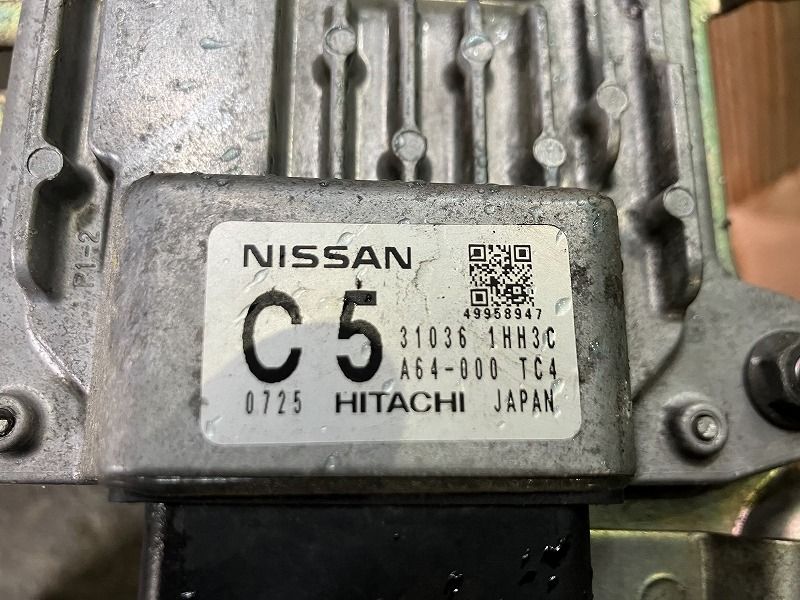 P1-2
NISSAN
49958947
C5
31036 1HH3C
A64-000 TC4
0725 HITACHI JAPAN